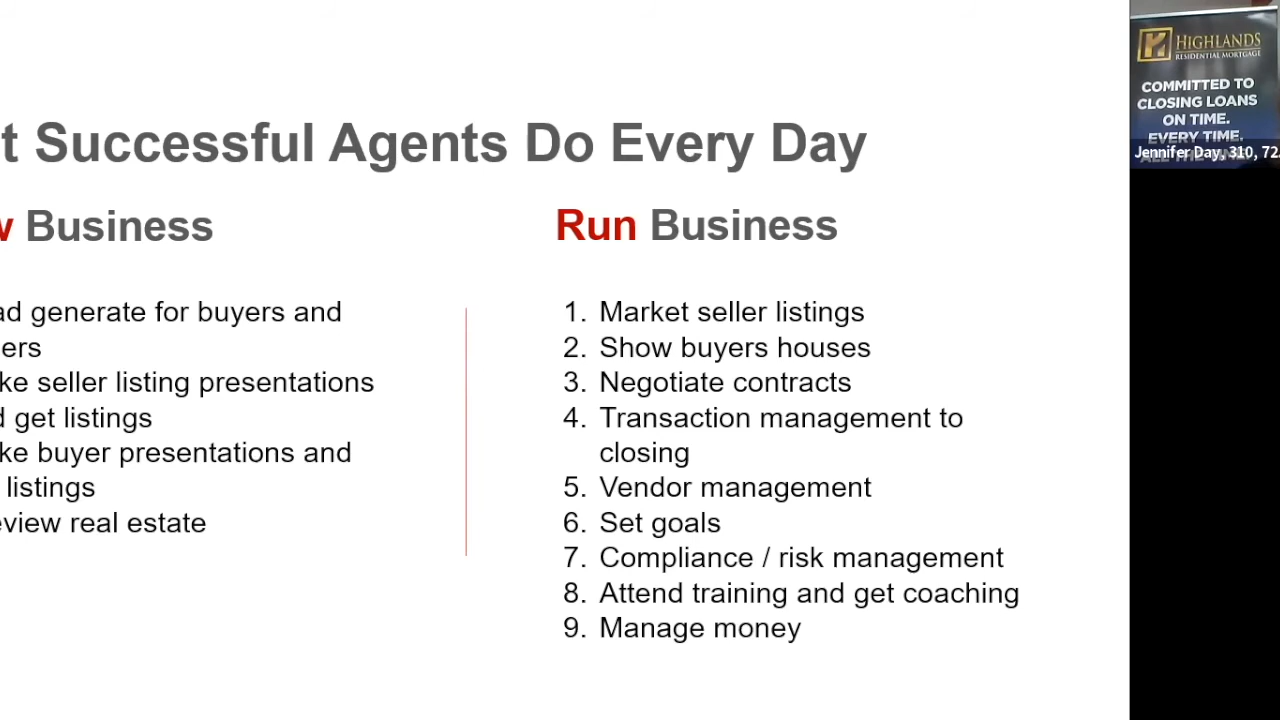 t Successful Agents Do Every Day
w Business
ad generate for buyers and
ers
ke seller listing presentations
d get listings
ke buyer presentations and
listings
eview real estate
Run Business
1. Market seller listings
2. Show buyers houses
3. Negotiate contracts
4. Transaction management to
closing
5. Vendor management
6. Set goals
7. Compliance / risk management
8. Attend training and get coaching
9. Manage money
HIGHLANDS
RESIDENTIAL MORTGAGE
COMMITTED TO
CLOSING LOANS
ON TIME.
EVERY TIME.
Jennifer Day, 310, 72